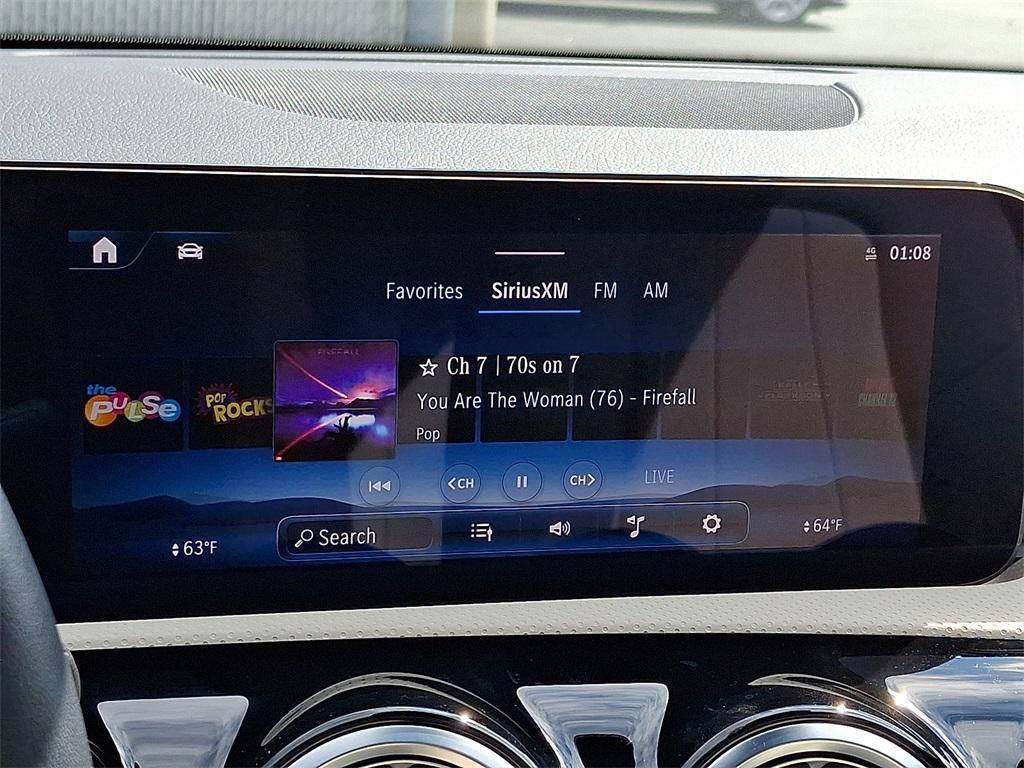 4G 01:08
Favorites SiriusXM FM AM
FIREFALL
Ch 7 | 70s on 7
the PULSE
POP ROCKS
You Are The Woman (76) - Firefall
Pop
<CH CH> LIVE
Search
63°F 64°F